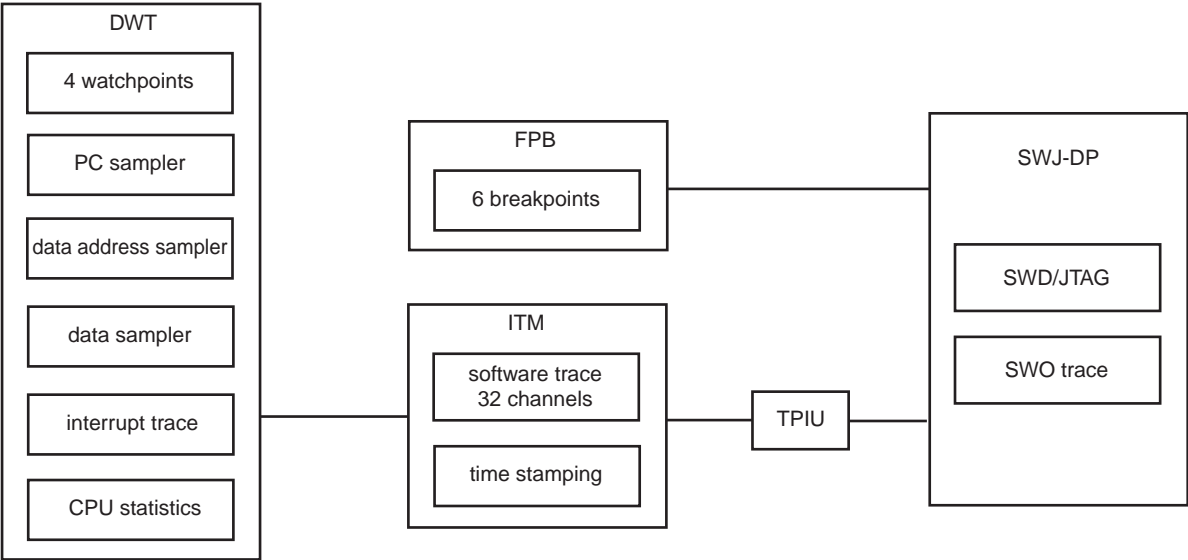 DWT
4 watchpoints
PC sampler
data address sampler
data sampler
interrupt trace
CPU statistics
FPB
6 breakpoints
ITM
software trace
32 channels
time stamping
TPIU
SWJ-DP
SWD/JTAG
SWO trace